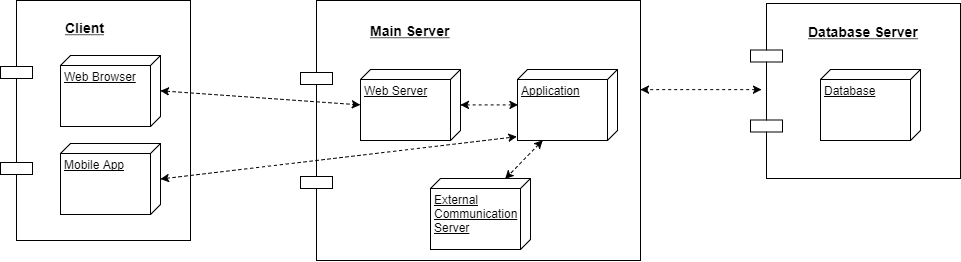 Client
Web Browser
Mobile App
Main Server
Web Server
Application
External
Communication
Server
Database Server
Database